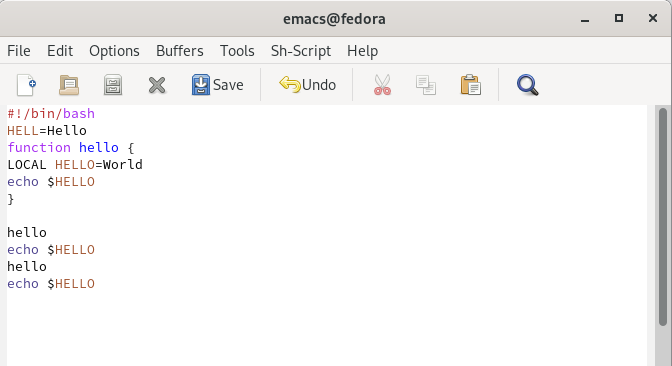 emacs@fedora
File Edit Options Buffers Tools Sh-Script Help
Save Undo
#!/bin/bash
HELL=Hello
function hello {
LOCAL HELLO=World
echo $HELLO
}
hello
echo $HELLO
hello
echo $HELLO